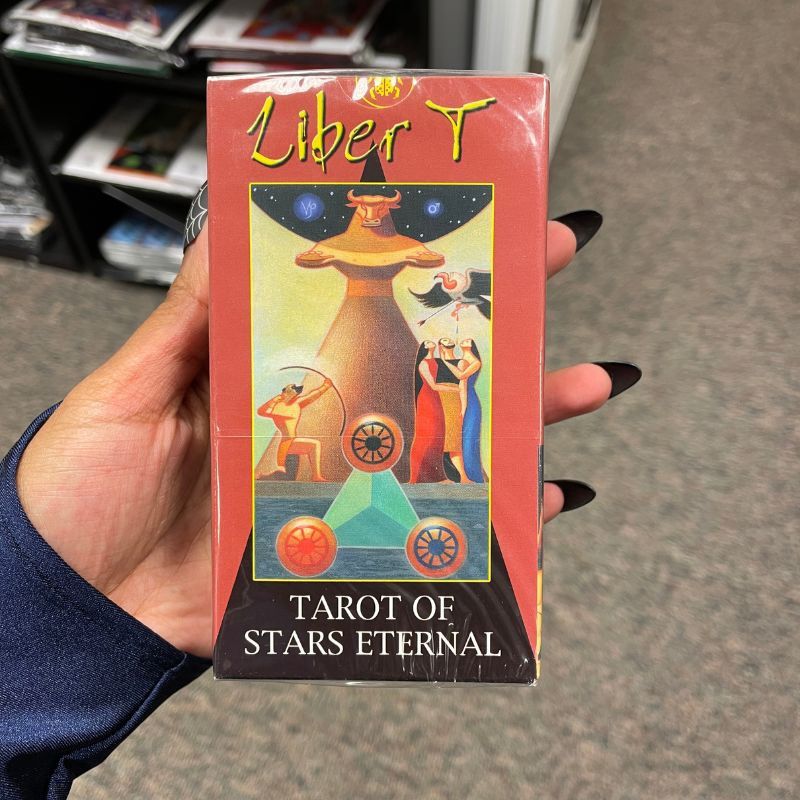 Liber T
TAROT OF
STARS ETERNAL